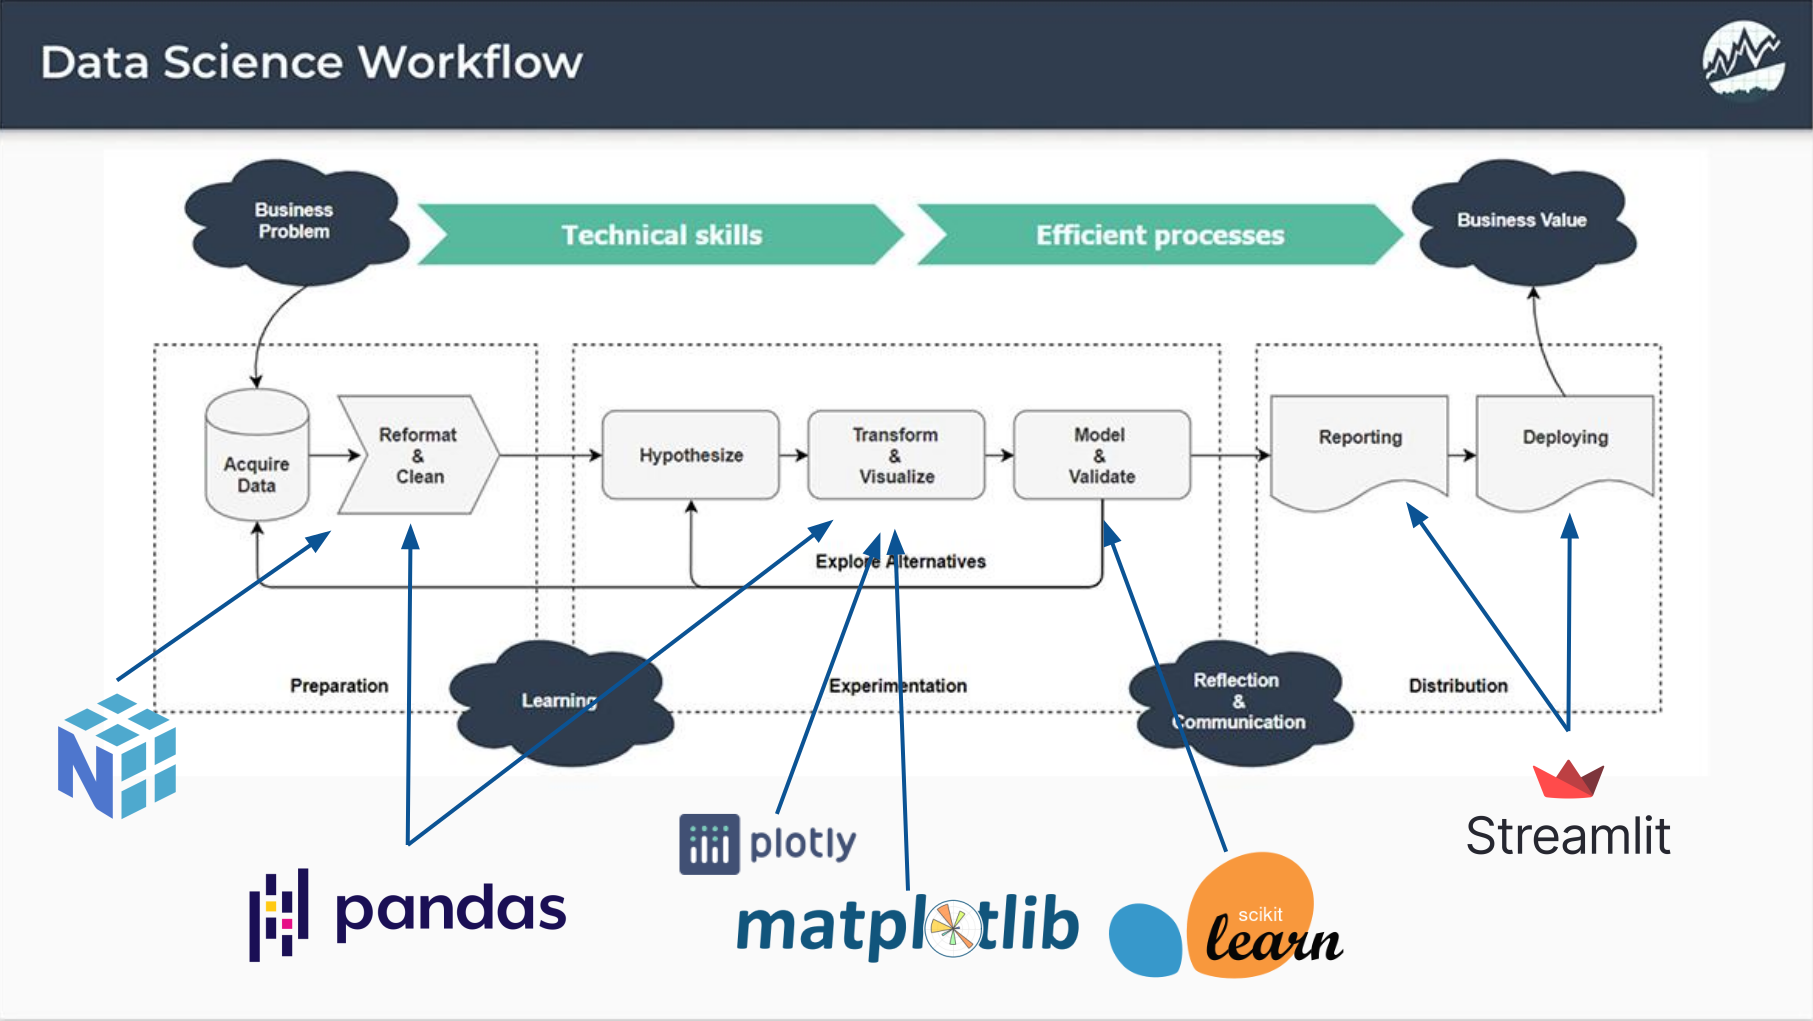 Data Science Workflow
Business
Problem
Technical skills
Efficient processes
Business Value
Acquire
Data
Reformat
&
Clean
Hypothesize
Transform
&
Visualize
Model
&
Validate
Reporting
Deploying
Explore Alternatives
Preparation
Learning
Experimentation
Reflection
&
Communication
Distribution
N
pandas
plotly
matplotlib
scikit
learn
Streamlit